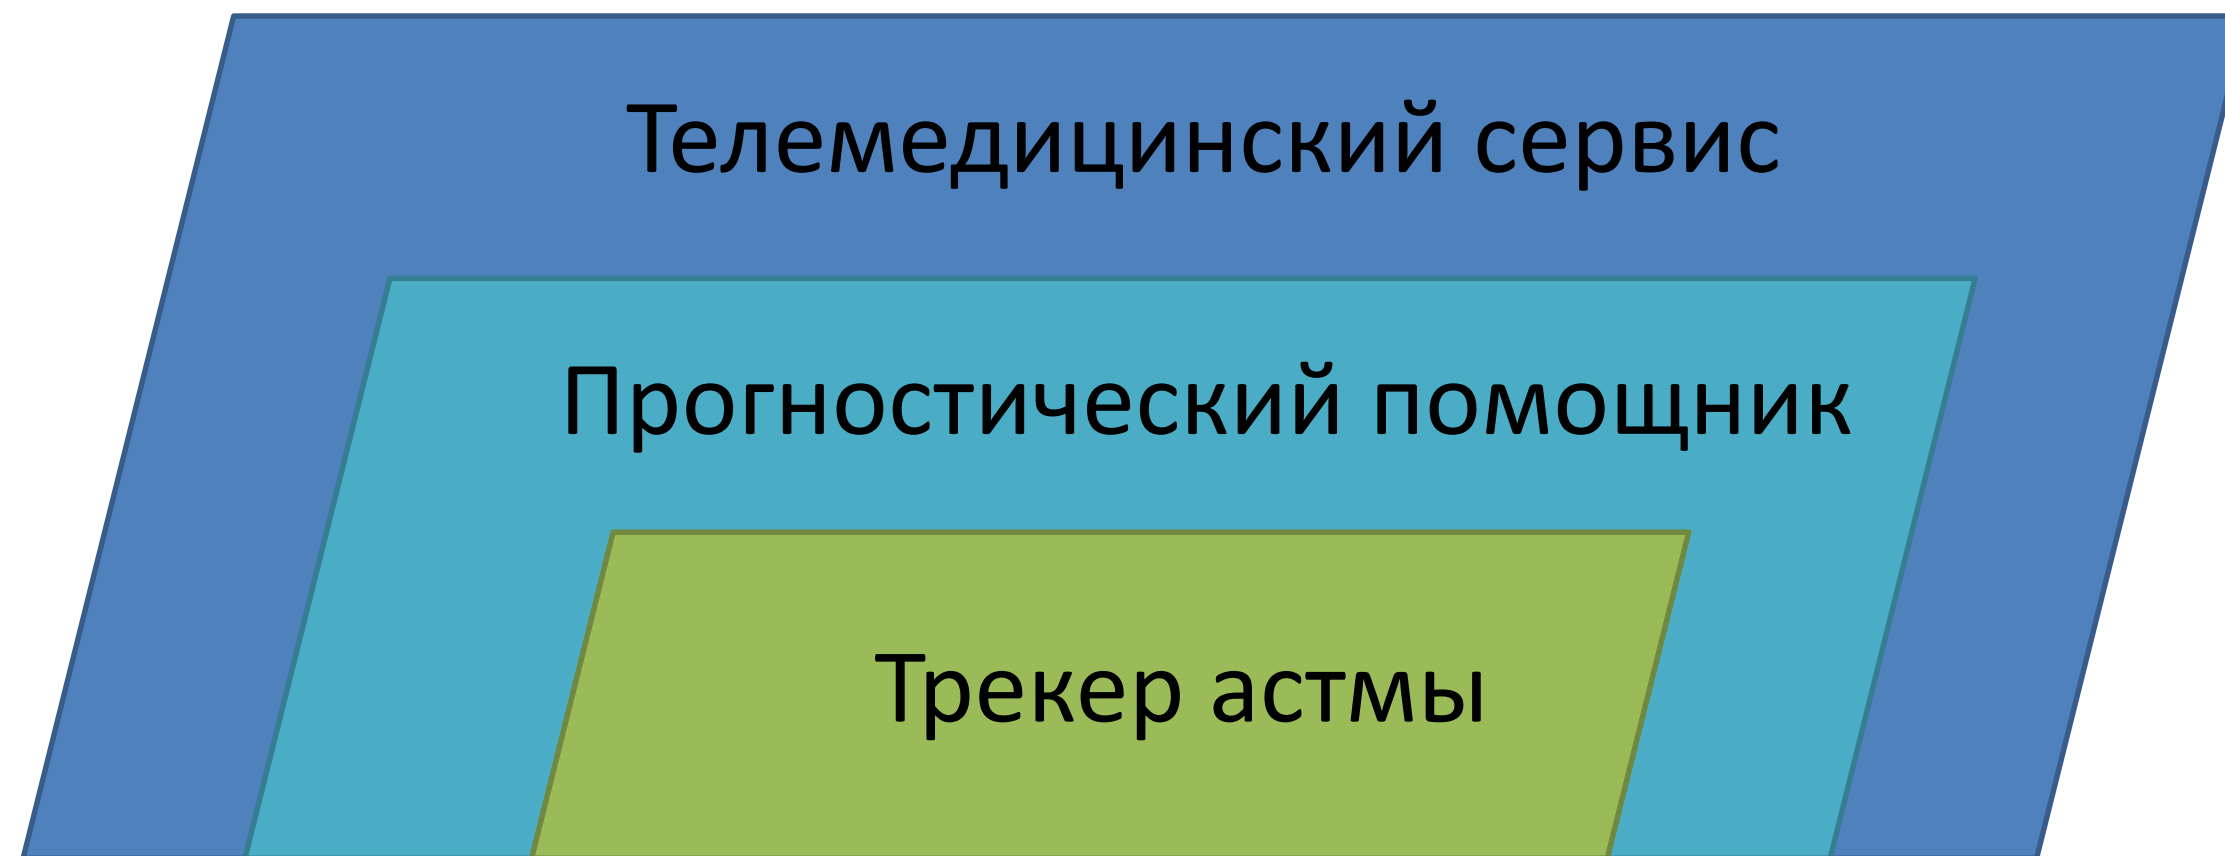 Телемедицинский сервис
Прогностический помощник
Трекер астмы